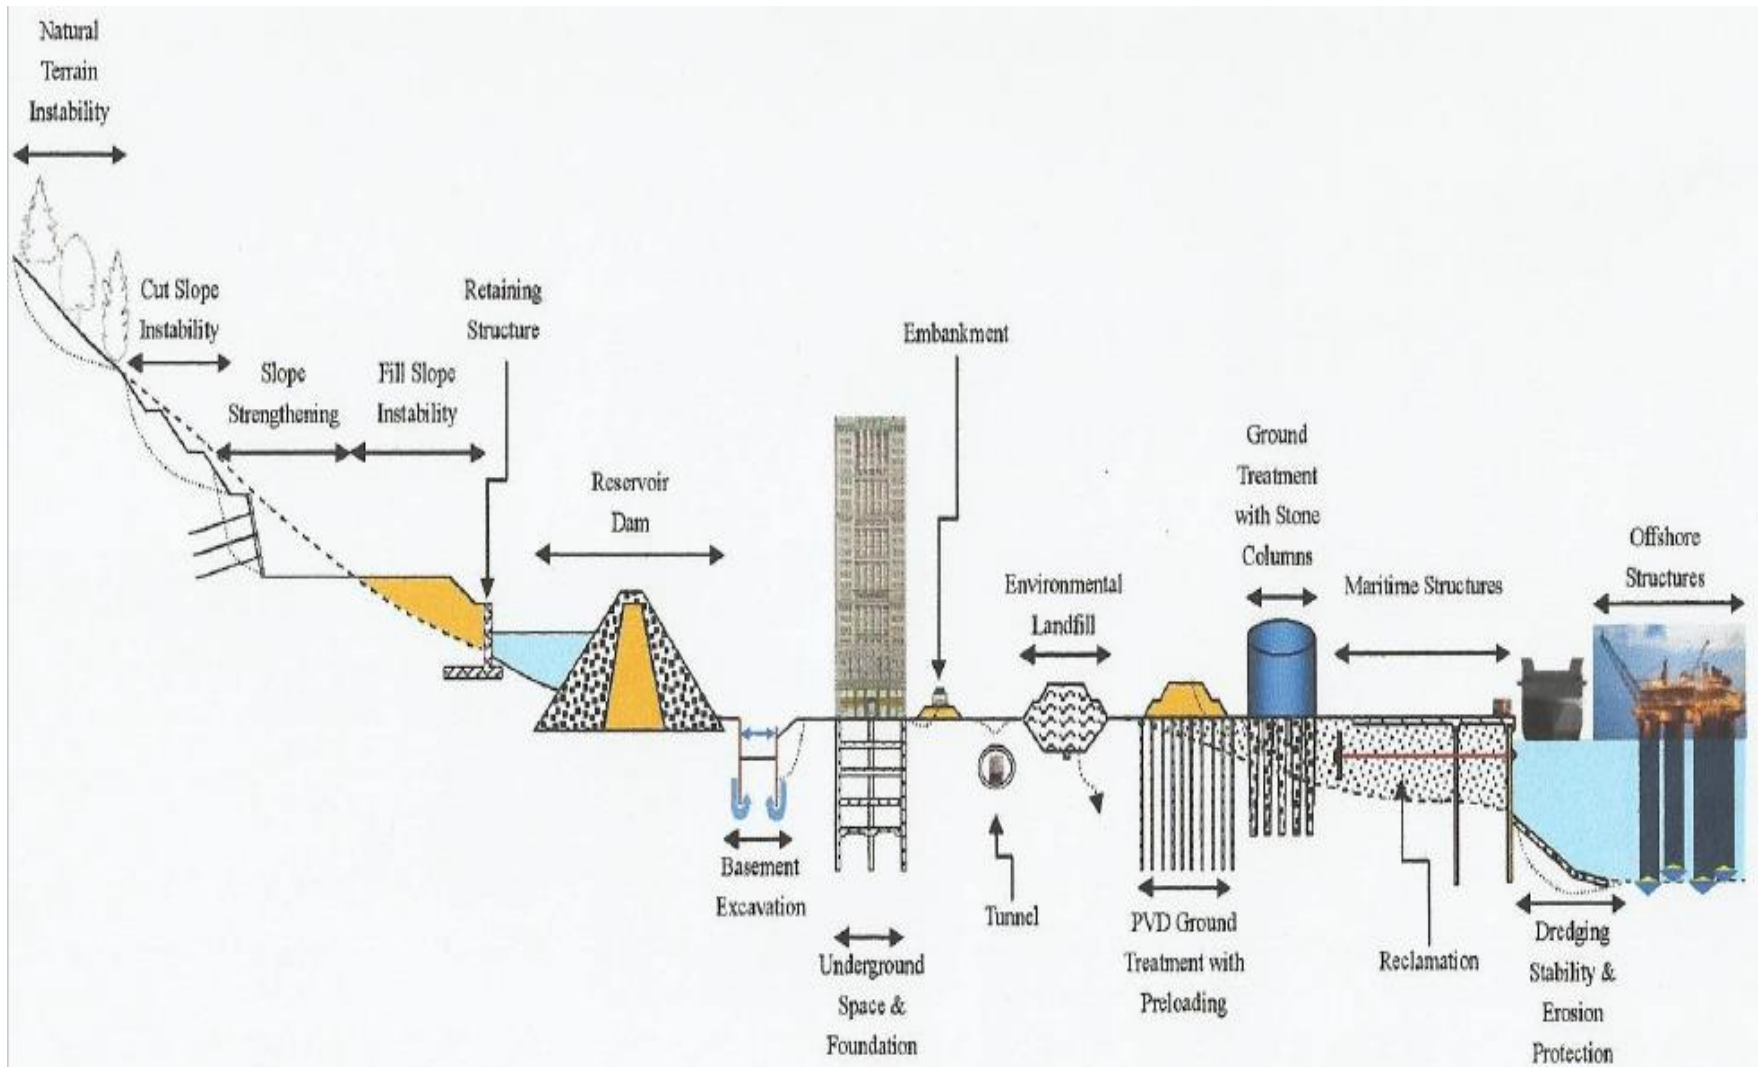 Natural
Terrain
Instability
Cut Slope
Instability
Slope
Strengthening
Fill Slope
Instability
Retaining
Structure
Reservoir
Dam
Basement
Excavation
Underground
Space &
Foundation
Embankment
Tunnel
Environmental
Landfill
PVD Ground
Treatment with
Preloading
Ground
Treatment
with Stone
Columns
Maritime Structures
Reclamation
Offshore
Structures
Dredging
Stability &
Erosion
Protection